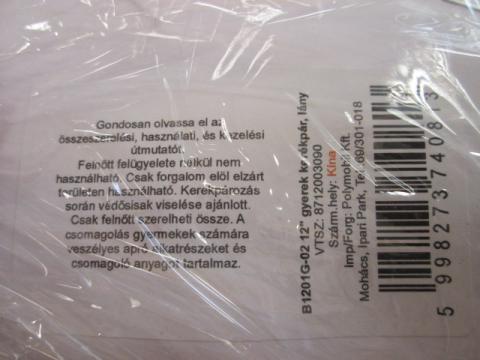 Gondosan olvassa el az
összeszerelési, használati, és kezelési
útmutatót.
Felnőtt felügyelete nélkül nem
használható. Csak forgalom elöl elzárt
területen használható. Kerékpározás
során védősisak viselése ajánlott.
Csak felnőtt szerelheti össze. A
csomagolás gyermekek számára
veszélyes apró alkatrészeket és
csomagoló anyagot tartalmaz.
B1201G-02 12" gyerek kerékpár, lány
VTSZ: 8712003090
Szárm.hely: Kína
Imp/Forg: Polymobil Kft.
Mohács, Ipari Park, Tel: 69/301-018
5 998273 740813